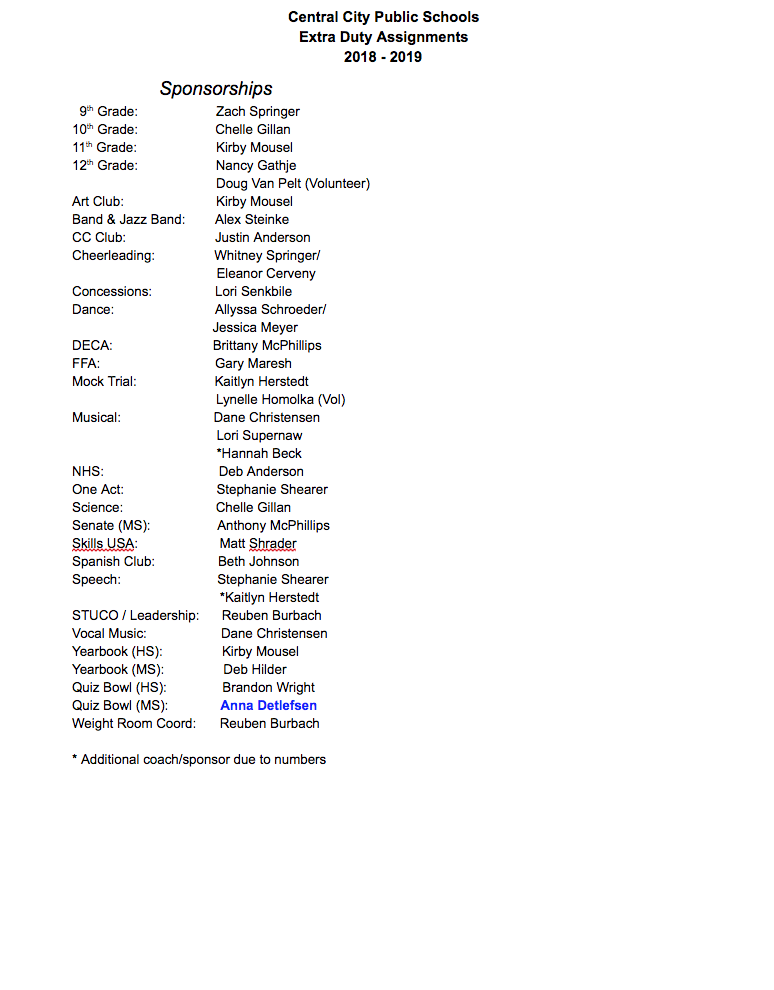 Central City Public Schools
Extra Duty Assignments
2018 - 2019
Sponsorships
9th Grade: Zach Springer
10th Grade: Chelle Gillan
11th Grade: Kirby Mousel
12th Grade: Nancy Gathje
Doug Van Pelt (Volunteer)
Art Club: Kirby Mousel
Band & Jazz Band: Alex Steinke
CC Club: Justin Anderson
Cheerleading: Whitney Springer/
Eleanor Cerveny
Concessions: Lori Senkbile
Dance: Allyssa Schroeder/
Jessica Meyer
DECA: Brittany McPhillips
FFA: Gary Maresh
Mock Trial: Kaitlyn Herstedt
Lynelle Homolka (Vol)
Musical: Dane Christensen
Lori Supernaw
*Hannah Beck
NHS: Deb Anderson
One Act: Stephanie Shearer
Science: Chelle Gillan
Senate (MS): Anthony McPhillips
Skills USA: Matt Shrader
Spanish Club: Beth Johnson
Speech: Stephanie Shearer
*Kaitlyn Herstedt
STUCO / Leadership: Reuben Burbach
Vocal Music: Dane Christensen
Yearbook (HS): Kirby Mousel
Yearbook (MS): Deb Hilder
Quiz Bowl (HS): Brandon Wright
Quiz Bowl (MS): Anna Detlefsen
Weight Room Coord: Reuben Burbach
* Additional coach/sponsor due to numbers